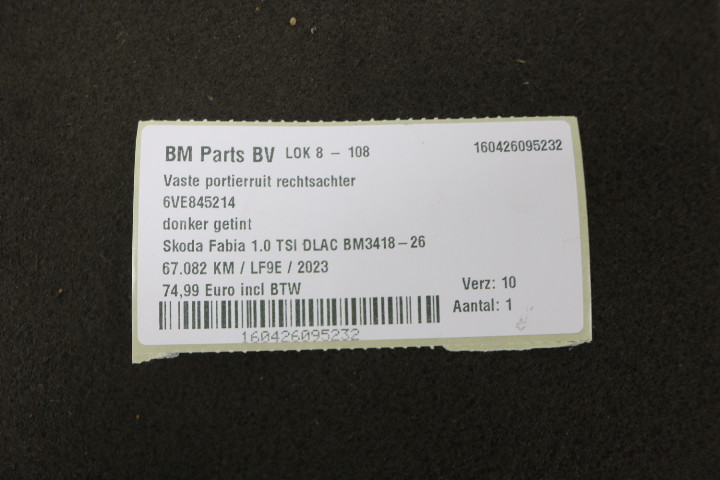 BM Parts BV LOK 8 - 108 160426095232
Vaste portierruit rechtsachter
6VE845214
donker getint
Skoda Fabia 1.0 TSI DLAC BM3418-26
67.082 KM / LF9E / 2023
74,99 Euro incl BTW Verz: 10
Aantal: 1
160426095232